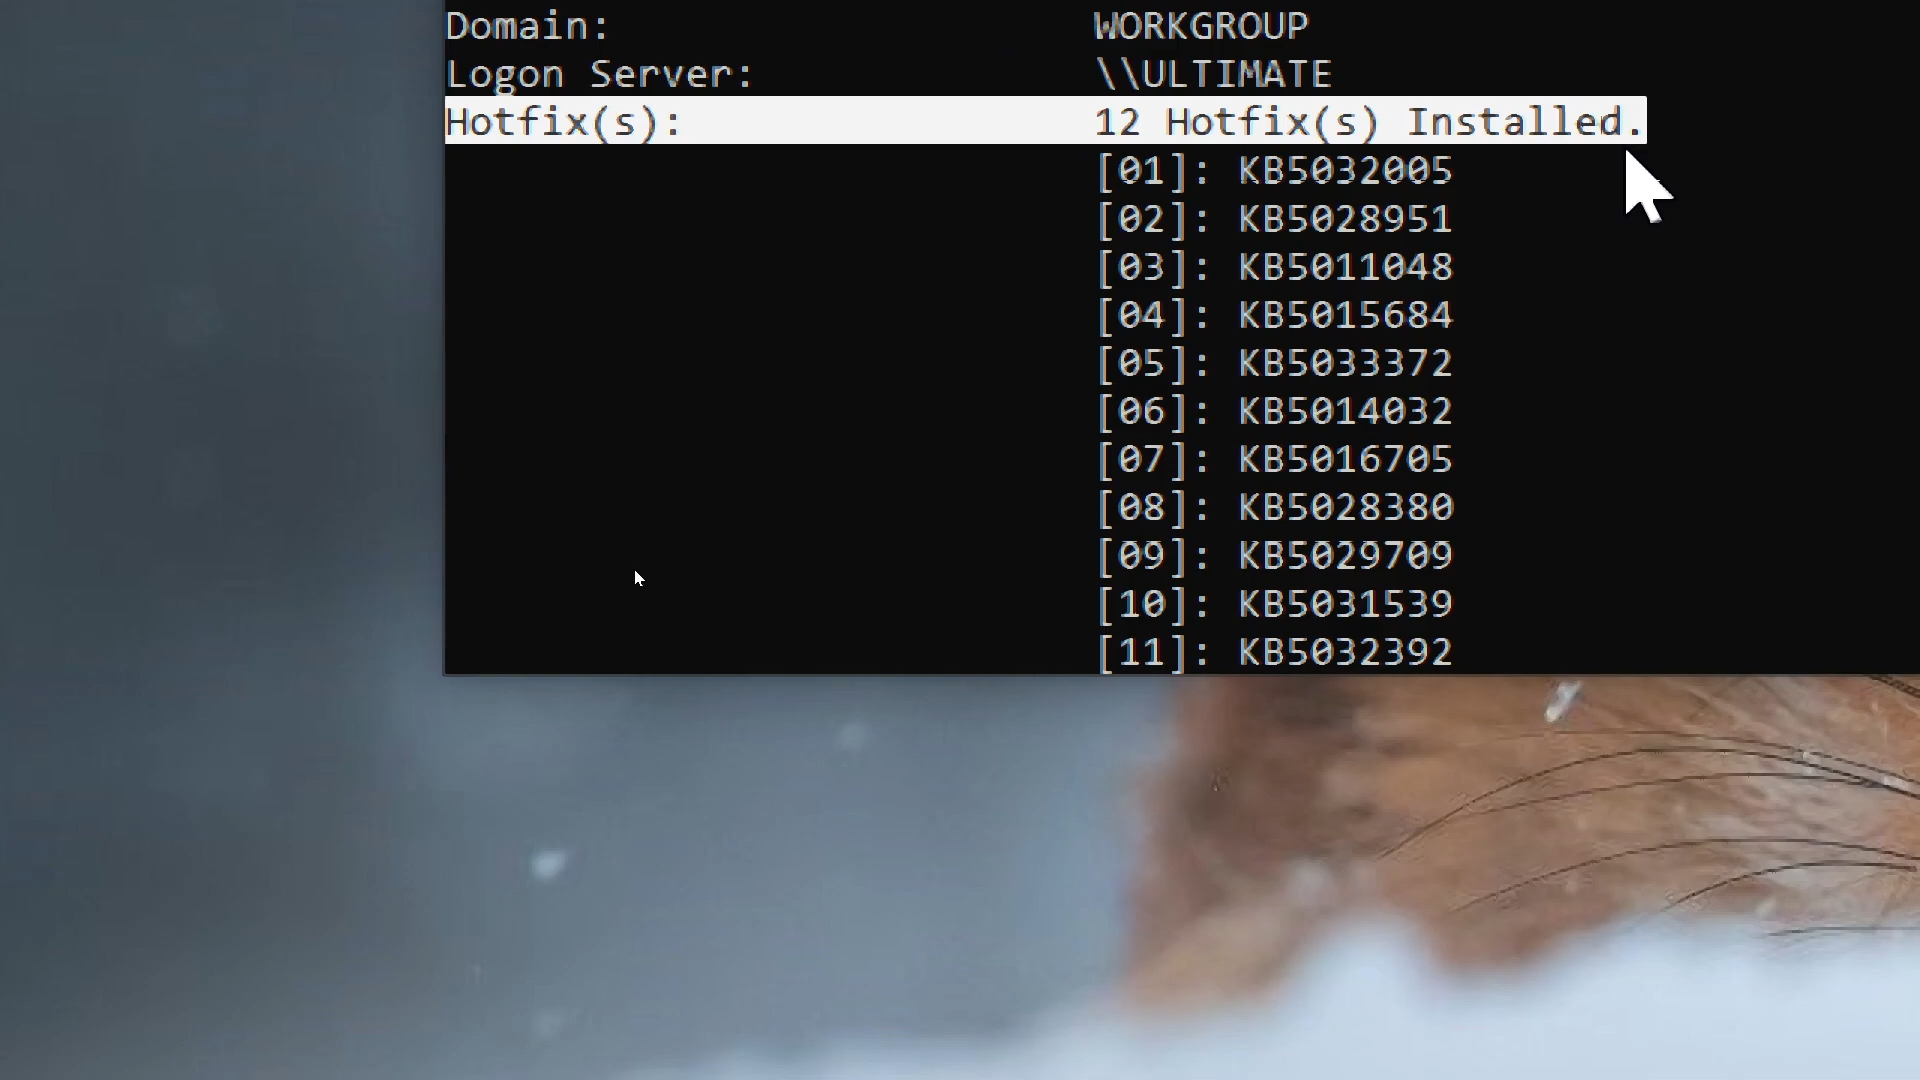 Domain: WORKGROUP
Logon Server: \\ULTIMATE
Hotfix(s): 12 Hotfix(s) Installed.
[01]: KB5032005
[02]: KB5028951
[03]: KB5011048
[04]: KB5015684
[05]: KB5033372
[06]: KB5014032
[07]: KB5016705
[08]: KB5028380
[09]: KB5029709
[10]: KB5031539
[11]: KB5032392